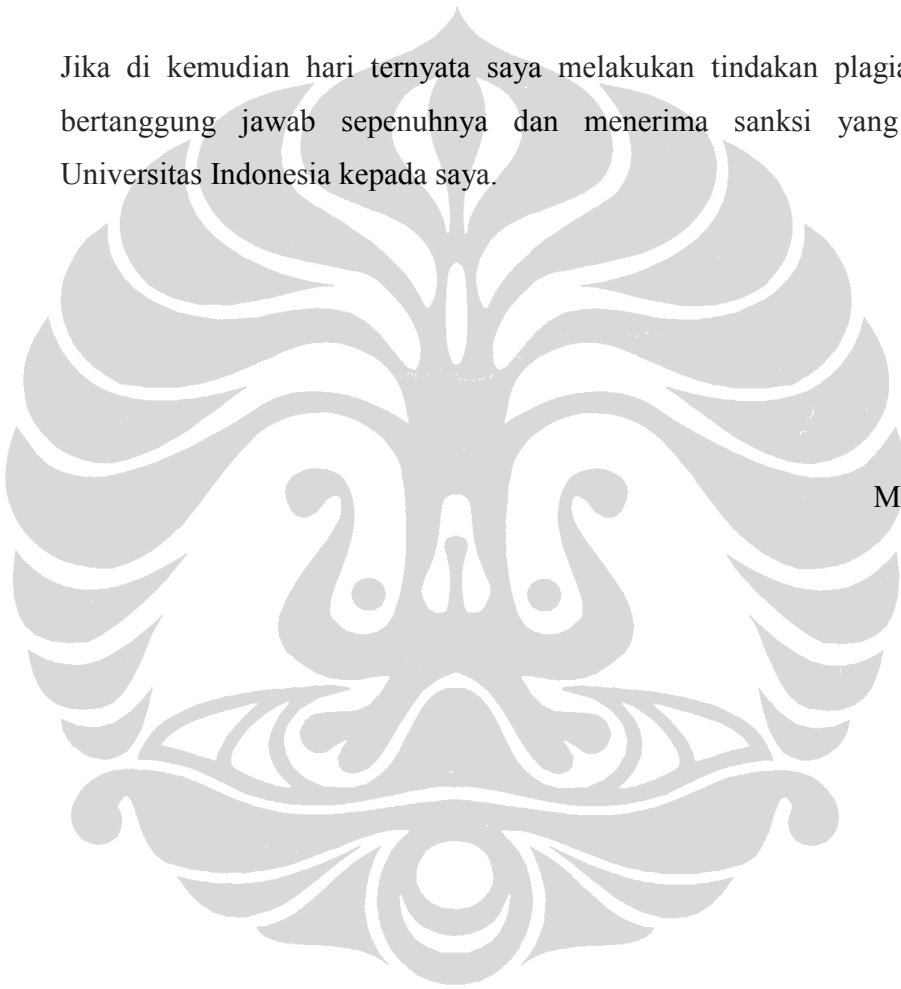 Jika di kemudian hari ternyata saya melakukan tindakan plagia
bertanggung jawab sepenuhnya dan menerima sanksi yang
Universitas Indonesia kepada saya.
M